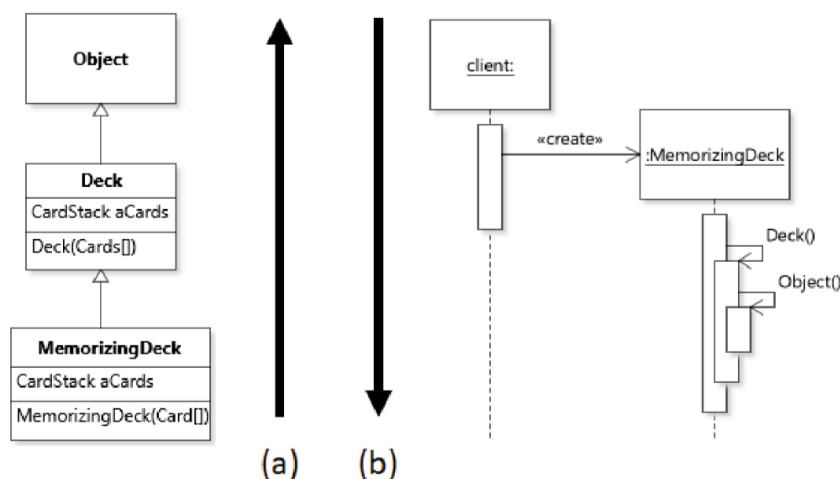 Object
Deck
CardStack aCards
Deck(Cards[])
MemorizingDeck
CardStack aCards
MemorizingDeck(Card[])
(a)
(b)
client:
«create»
:MemorizingDeck
Deck()
Object()